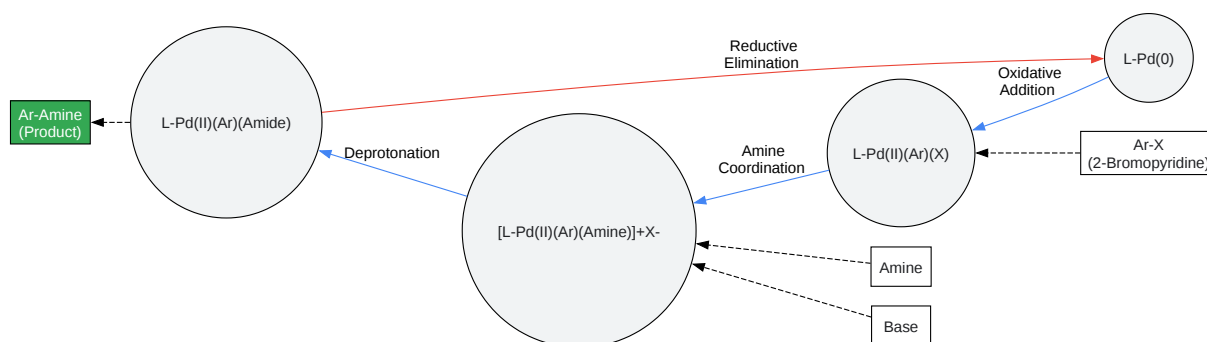 Reductive
Elimination
L-Pd(0)
Oxidative
Addition
Ar-Amine
(Product)
L-Pd(II)(Ar)(Amide)
Deprotonation
Amine
Coordination
L-Pd(II)(Ar)(X)
Ar-X
(2-Bromopyridine)
[L-Pd(II)(Ar)(Amine)]+X-
Amine
Base